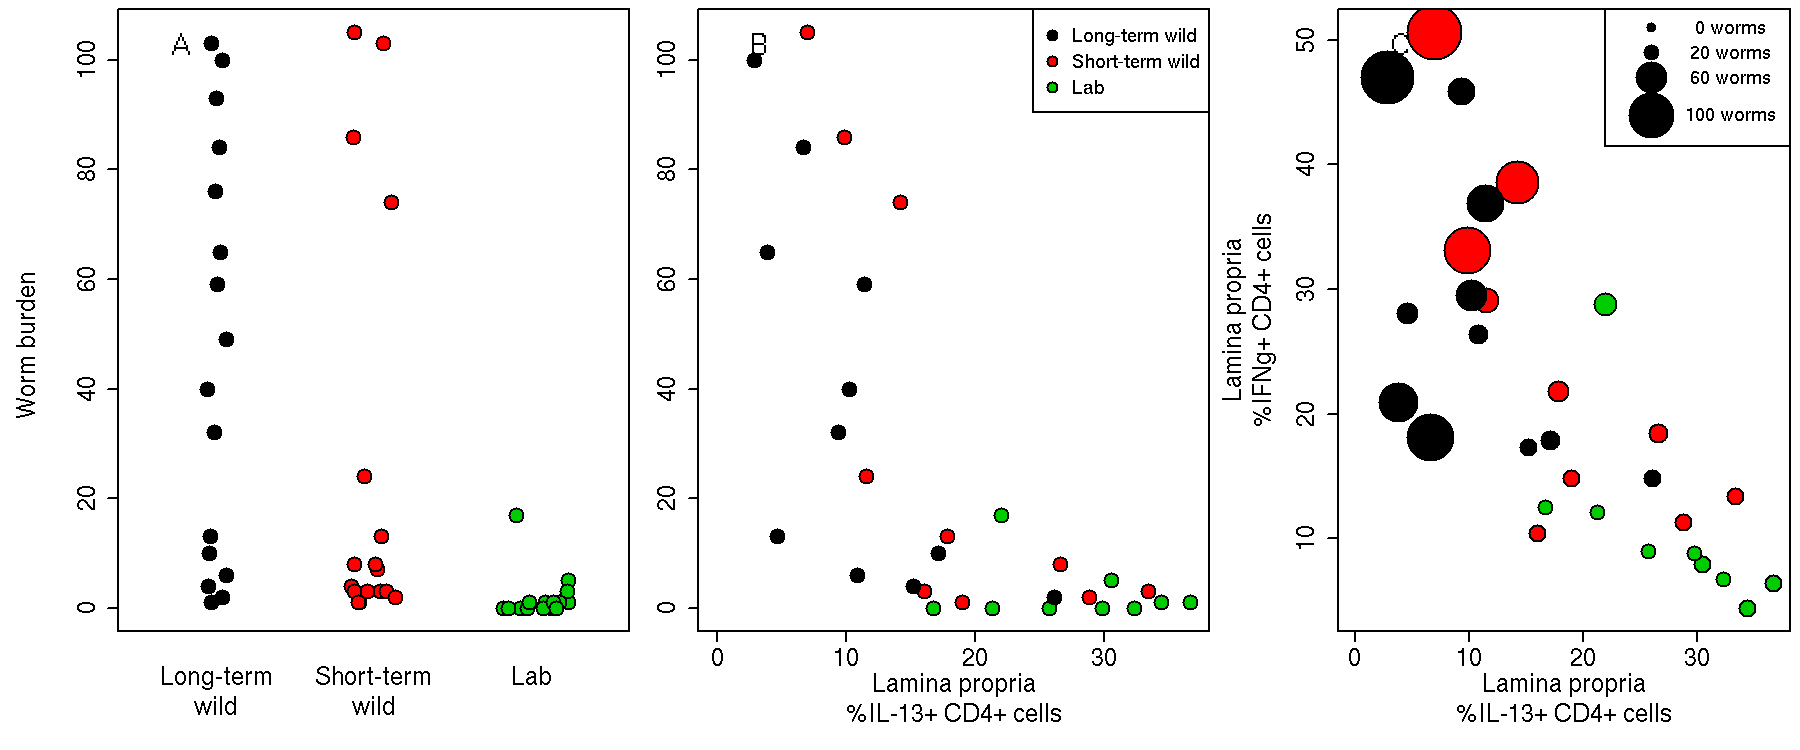 A
Worm burden
0
20
40
60
80
100
Long-term
wild
Short-term
wild
Lab
B
Long-term wild
Short-term wild
Lab
0
20
40
60
80
100
0
10
20
30
Lamina propria
%IL-13+ CD4+ cells
C
0 worms
20 worms
60 worms
100 worms
Lamina propria
%IFNg+ CD4+ cells
10
20
30
40
50
0
10
20
30
Lamina propria
%IL-13+ CD4+ cells